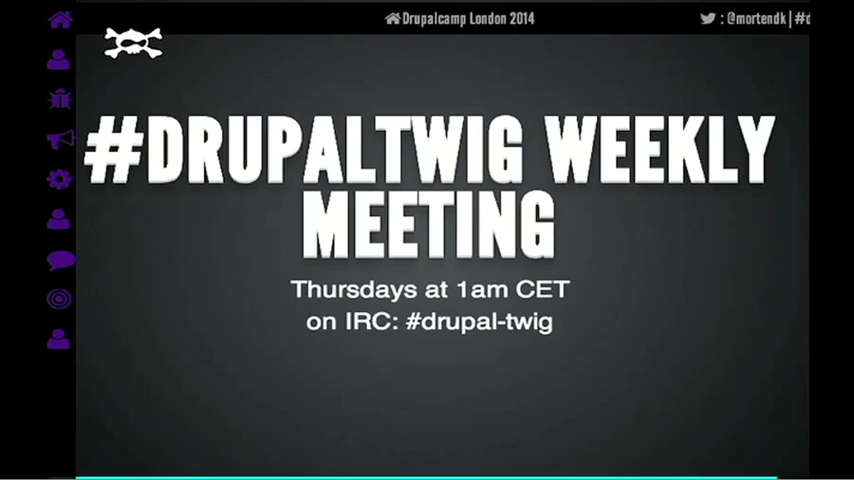 Drupalcamp London 2014
: @mortendk | #d
#DRUPALTWIG WEEKLY
MEETING
Thursdays at 1am CET
on IRC: #drupal-twig